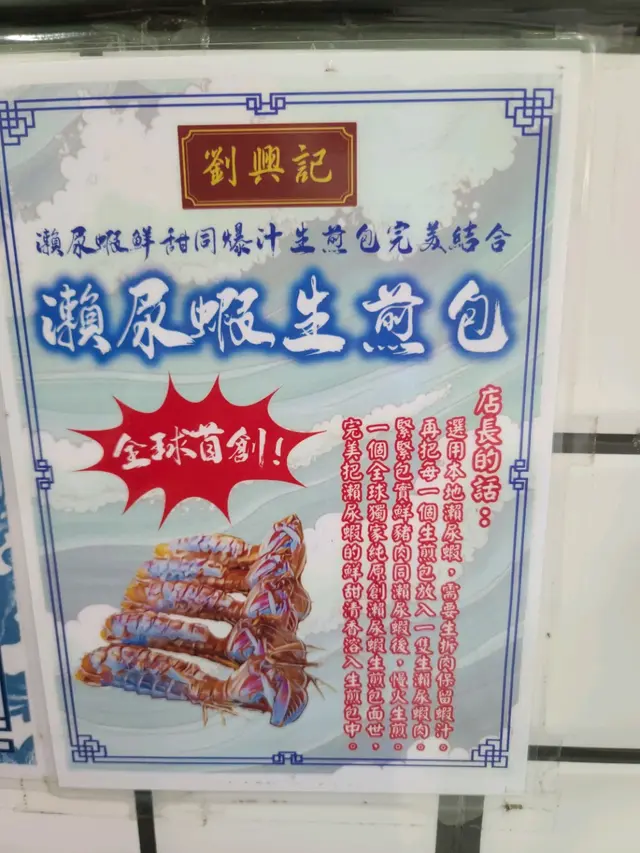 劉興記
瀨尿蝦鮮甜同爆汁生煎包完美結合
瀨尿蝦生煎包
全球首創!
店長的話：
選用本地瀨尿蝦，需要生拆肉保留蝦汁。
再把每一個生煎包放入一隻生瀨尿蝦肉。
緊緊包實鮮豬肉同瀨尿蝦後，慢火生煎。
一個全球獨家純原創瀨尿蝦生煎包面世、
完美把瀨尿蝦的鮮甜清香溶入生煎包中。